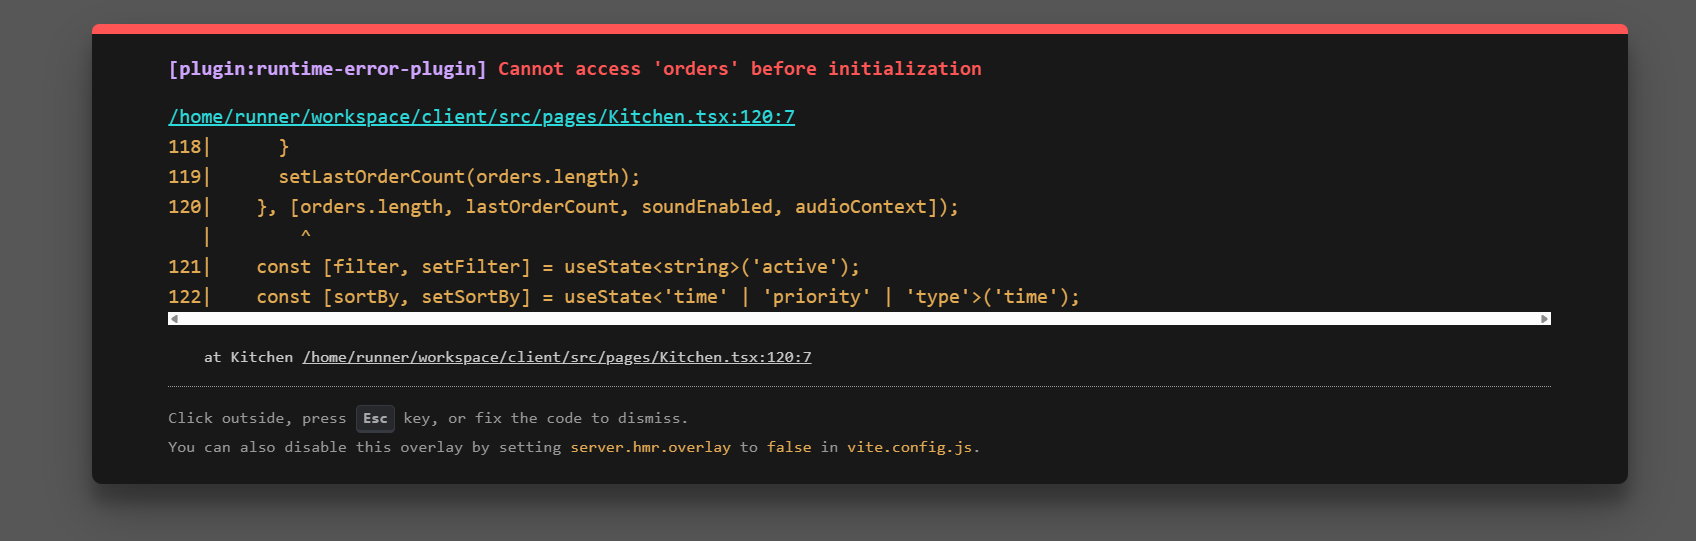 [plugin:runtime-error-plugin] Cannot access 'orders' before initialization
/home/runner/workspace/client/src/pages/Kitchen.tsx:120:7
118|      }
119|      setLastOrderCount(orders.length);
120|    }, [orders.length, lastOrderCount, soundEnabled, audioContext]);
   |        ^
121|    const [filter, setFilter] = useState<string>('active');
122|    const [sortBy, setSortBy] = useState<'time' | 'priority' | 'type'>('time');
at Kitchen /home/runner/workspace/client/src/pages/Kitchen.tsx:120:7
Click outside, press Esc key, or fix the code to dismiss.
You can also disable this overlay by setting server.hmr.overlay to false in vite.config.js.